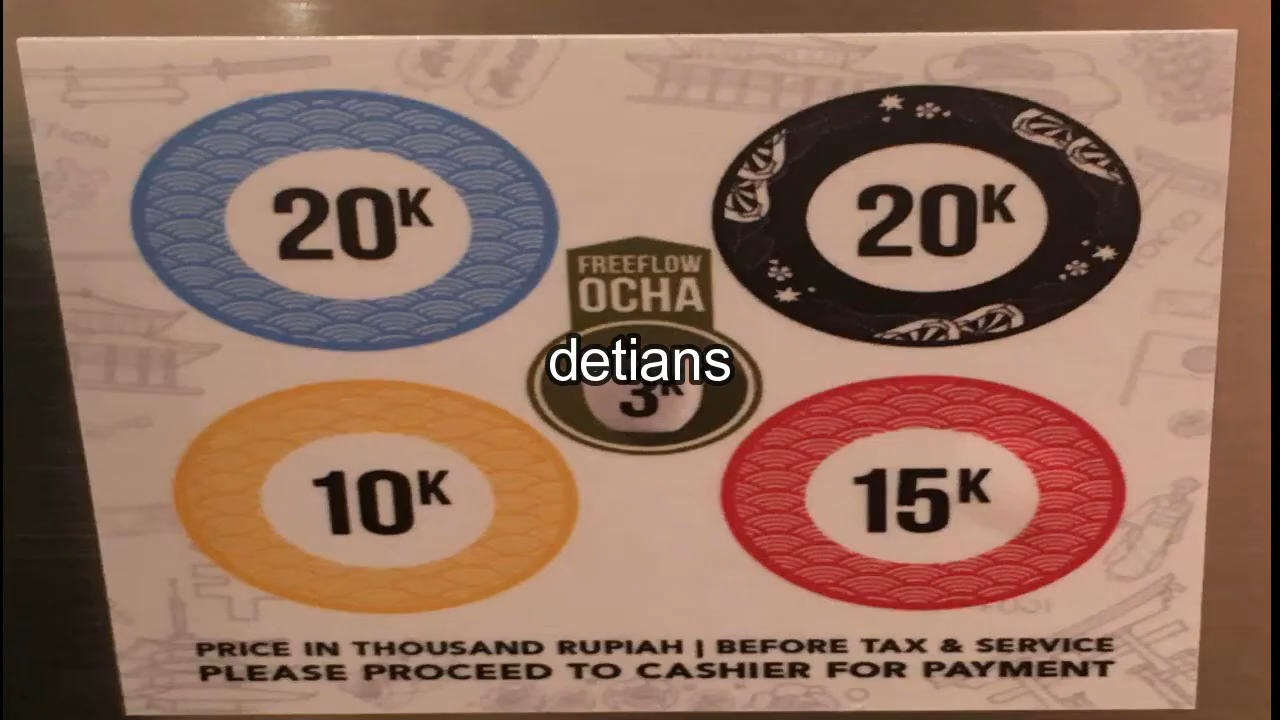 20K
20K
FREEFLOW
OCHA
detians
3K
10K
15K
PRICE IN THOUSAND RUPIAH | BEFORE TAX & SERVICE
PLEASE PROCEED TO CASHIER FOR PAYMENT